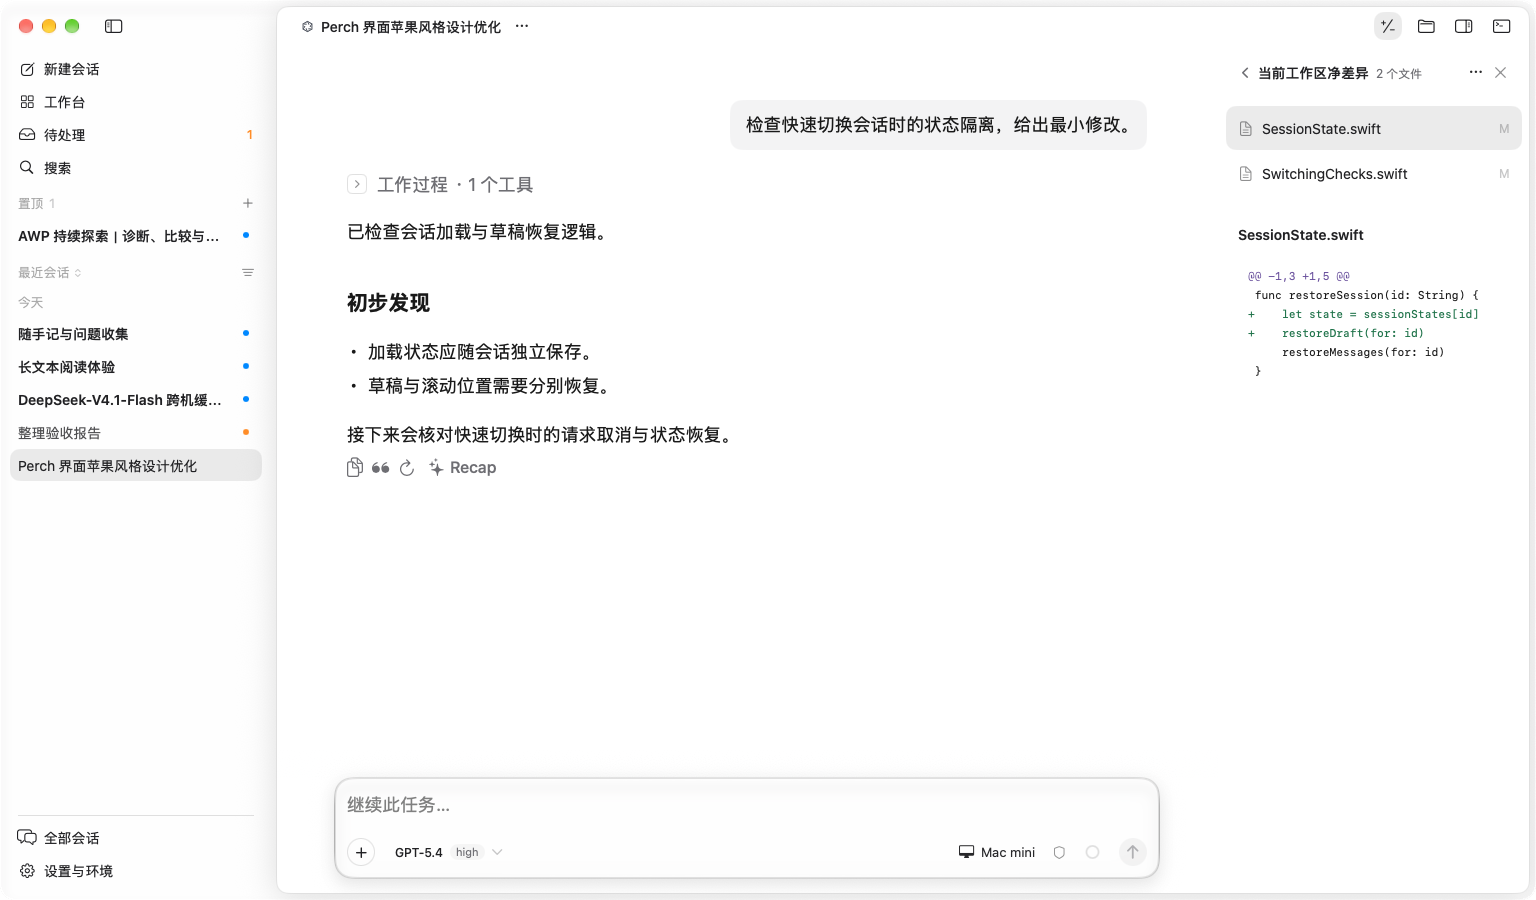 新建会话
工作台
待处理 1
搜索
置顶 1
AWP 持续探索 | 诊断、比较与...
最近会话
今天
随手记与问题收集
长文本阅读体验
DeepSeek-V4.1-Flash 跨机缓...
整理验收报告
Perch 界面苹果风格设计优化
全部会话
设置与环境
Perch 界面苹果风格设计优化
检查快速切换会话时的状态隔离，给出最小修改。
工作过程 · 1 个工具
已检查会话加载与草稿恢复逻辑。
初步发现
• 加载状态应随会话独立保存。
• 草稿与滚动位置需要分别恢复。
接下来会核对快速切换时的请求取消与状态恢复。
Recap
继续此任务...
GPT-5.4 high
Mac mini
当前工作区净差异 2 个文件
SessionState.swift M
SwitchingChecks.swift M
SessionState.swift
@@ -1,3 +1,5 @@
func restoreSession(id: String) {
+    let state = sessionStates[id]
+    restoreDraft(for: id)
restoreMessages(for: id)
}